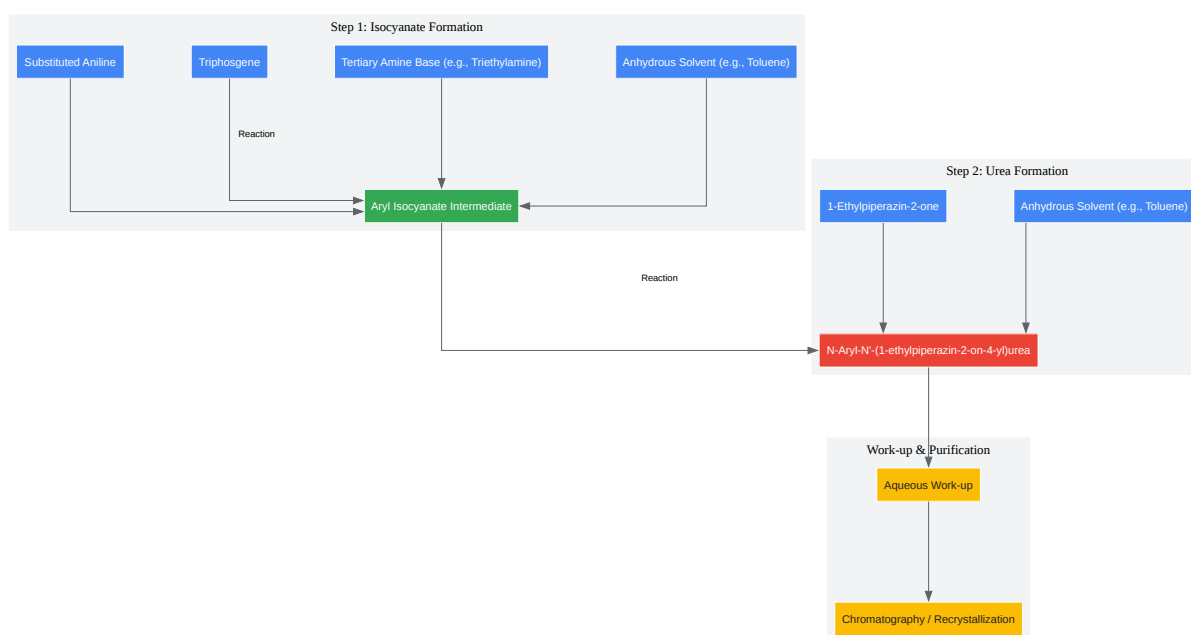 Step 1: Isocyanate Formation
Substituted Aniline
Triphosgene
Tertiary Amine Base (e.g., Triethylamine)
Anhydrous Solvent (e.g., Toluene)
Reaction
Aryl Isocyanate Intermediate
Step 2: Urea Formation
1-Ethylpiperazin-2-one
Anhydrous Solvent (e.g., Toluene)
Reaction
N-Aryl-N'-(1-ethylpiperazin-2-on-4-yl)urea
Work-up & Purification
Aqueous Work-up
Chromatography / Recrystallization